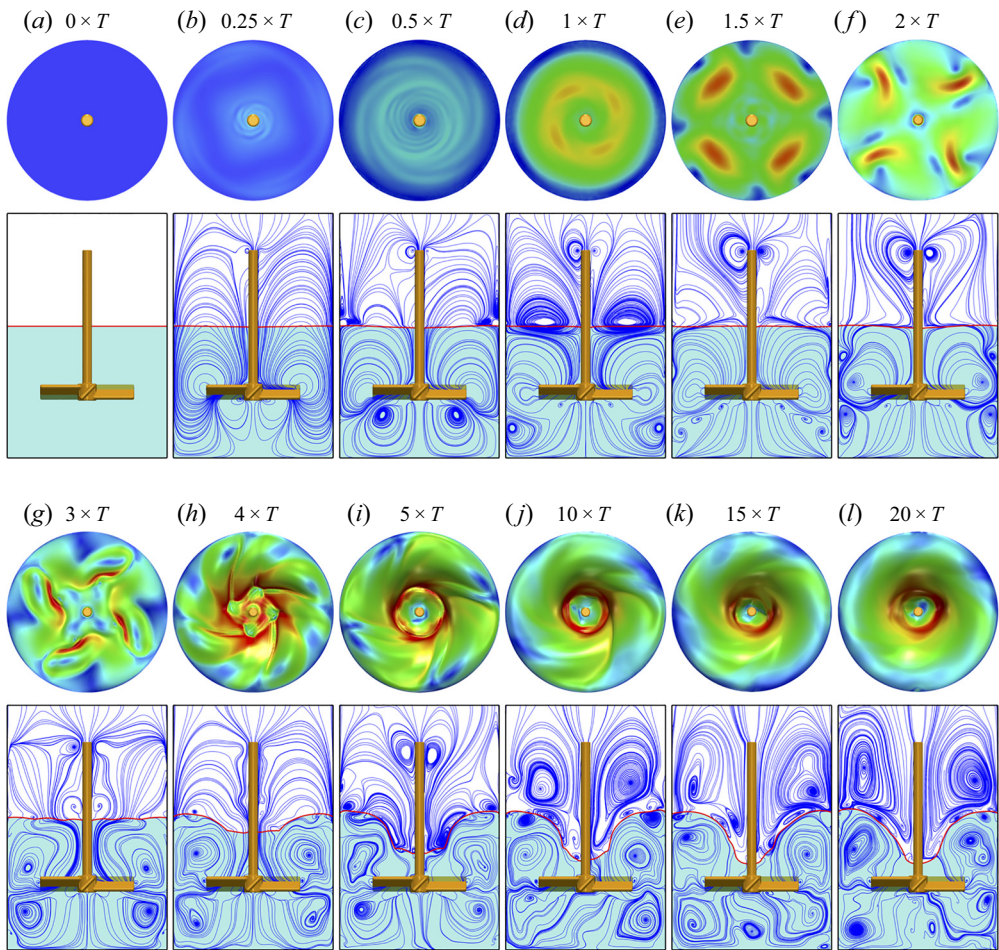 (a) 0 × T (b) 0.25 × T (c) 0.5 × T (d) 1 × T (e) 1.5 × T (f) 2 × T
(g) 3 × T (h) 4 × T (i) 5 × T (j) 10 × T (k) 15 × T (l) 20 × T